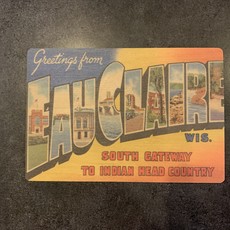 Greetings from
EAU CLAIRE
WIS.
SOUTH GATEWAY
TO INDIAN HEAD COUNTRY